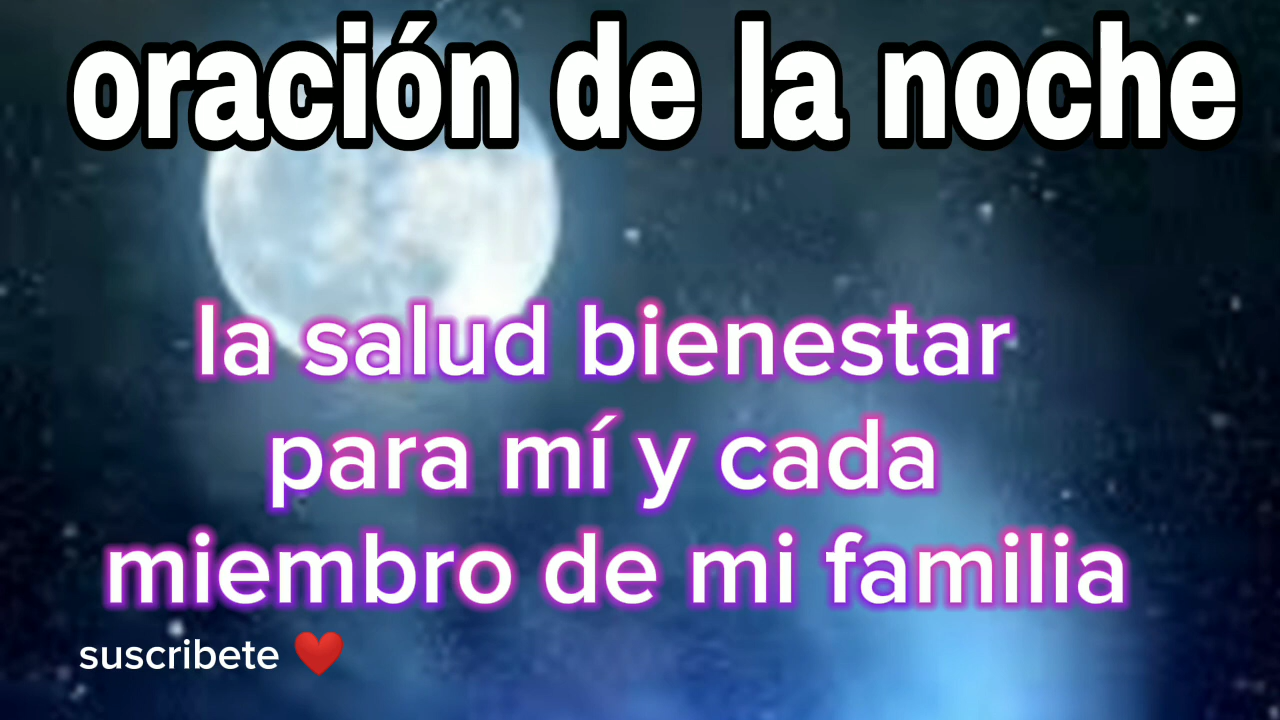 oración de la noche
la salud bienestar
para mí y cada
miembro de mi familia
suscribete ❤️